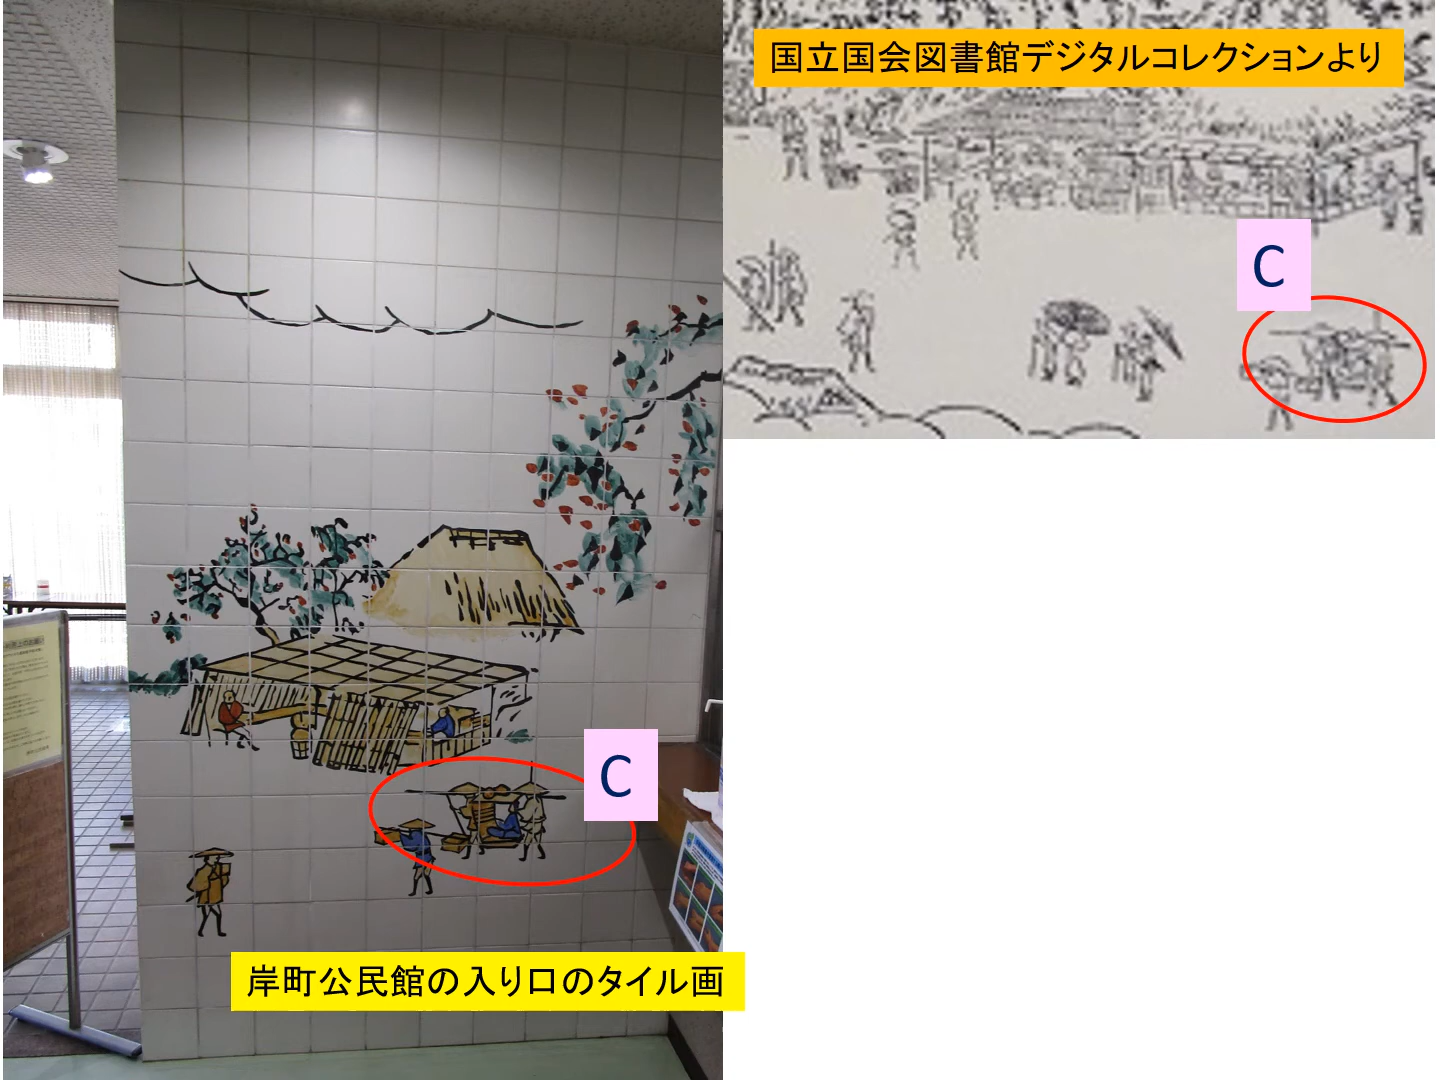 国立国会図書館デジタルコレクションより
C
C
岸町公民館の入り口のタイル画